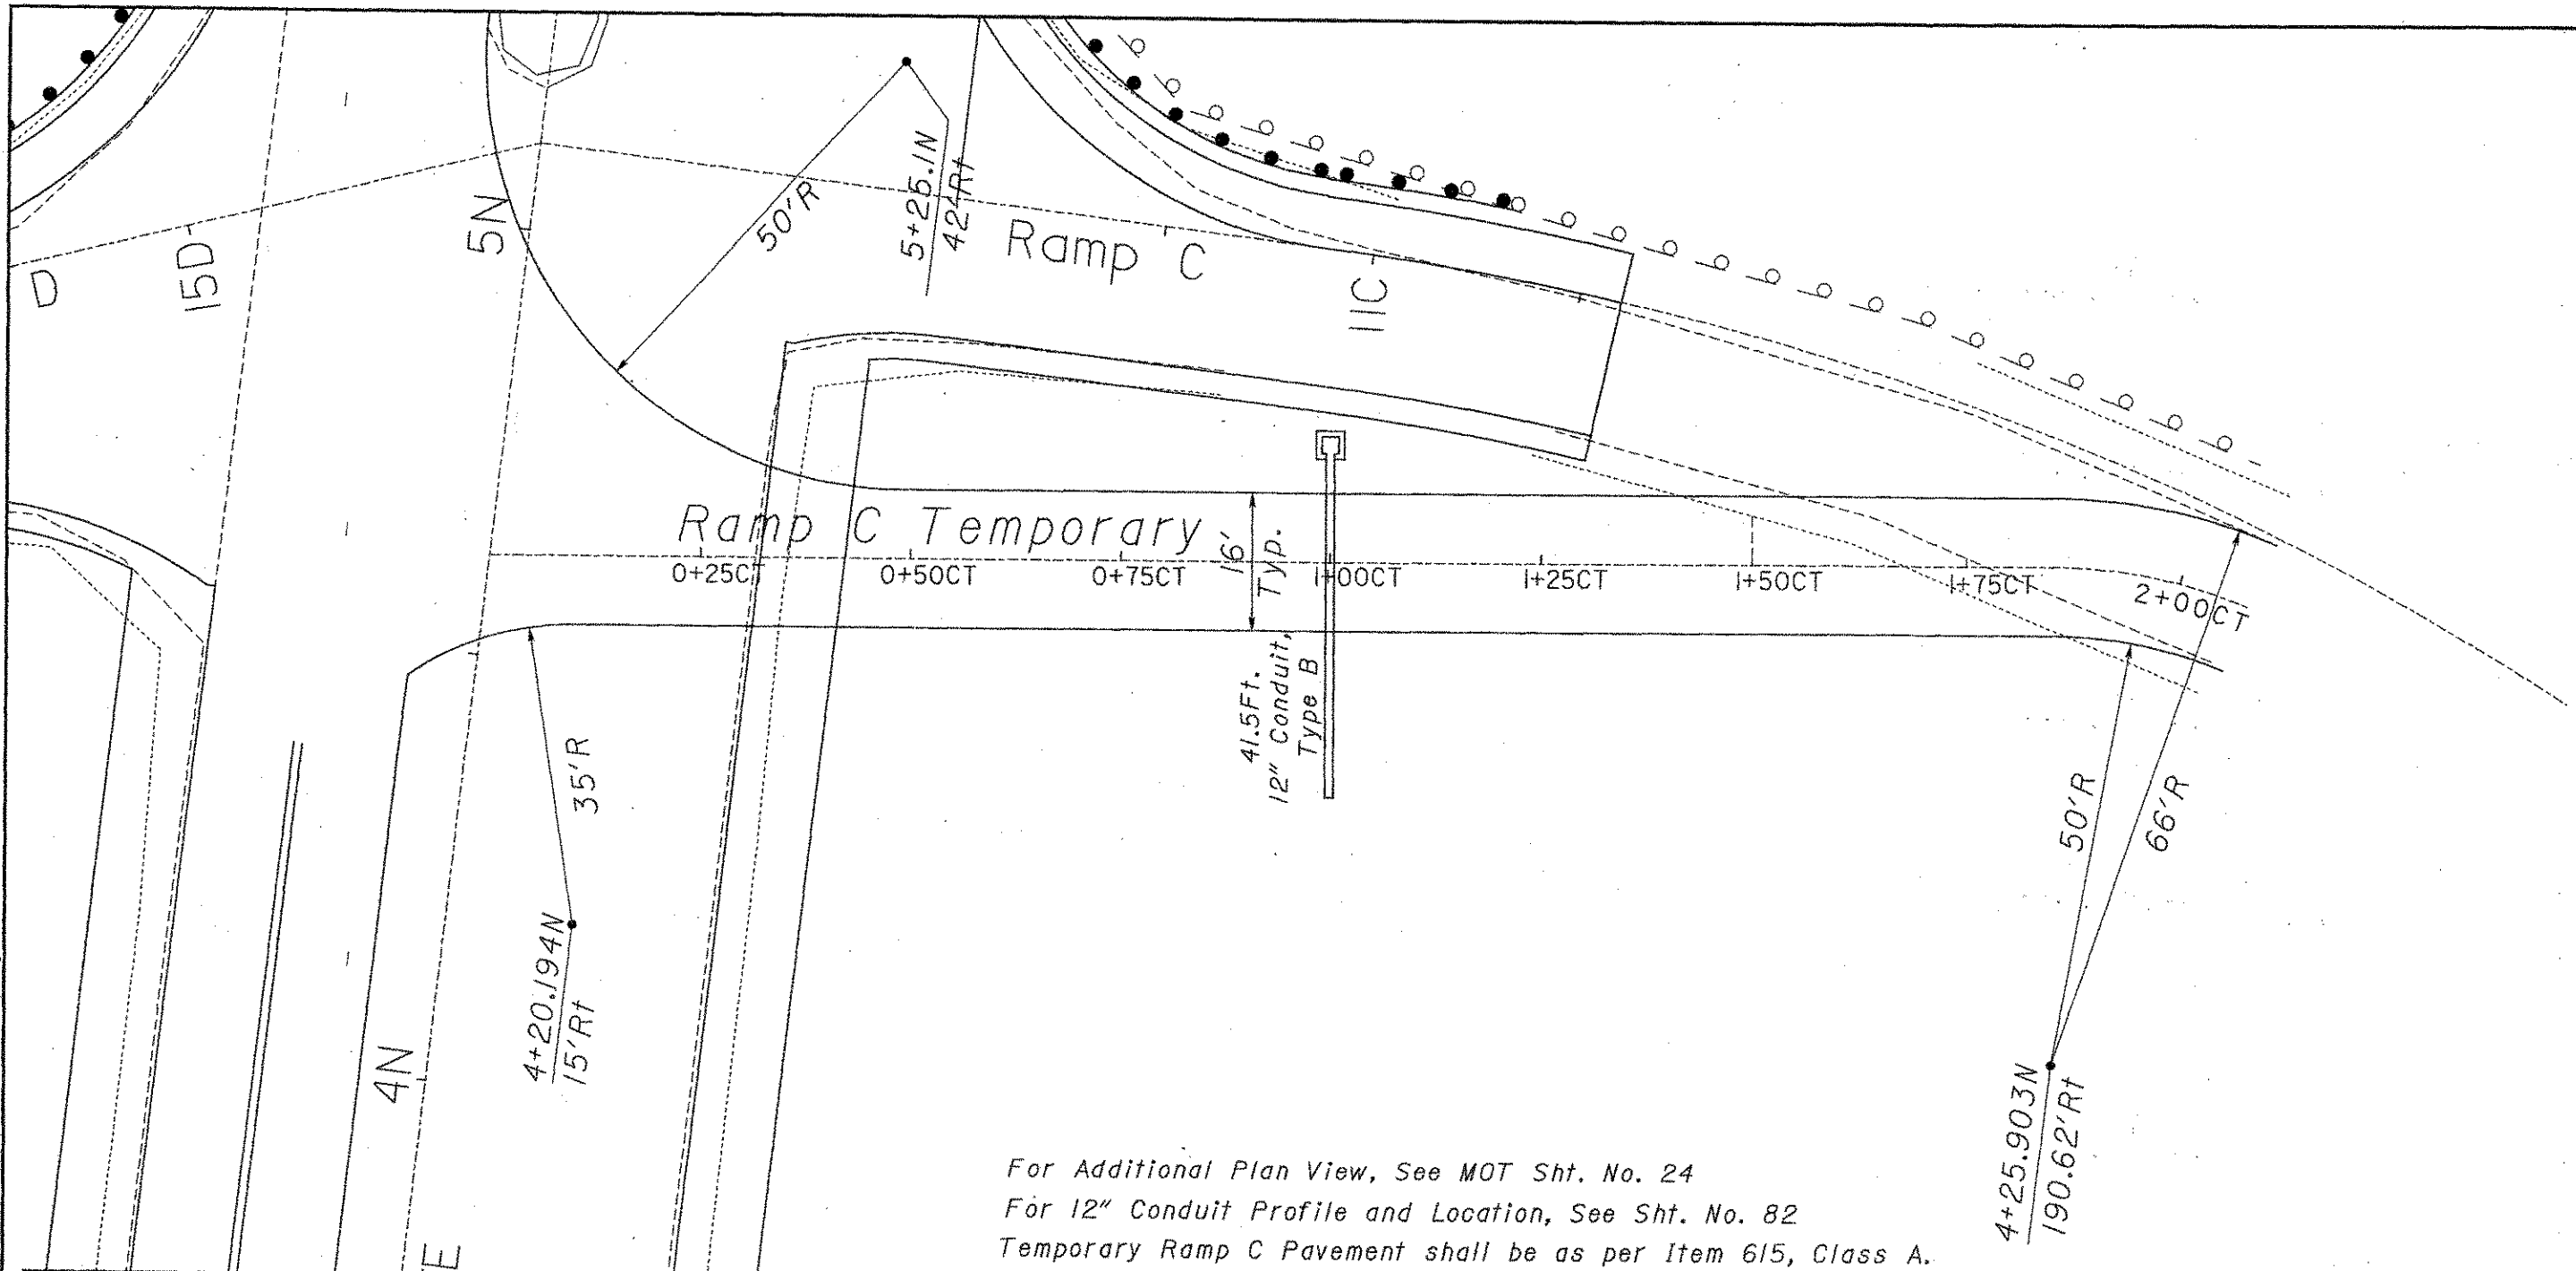 D
15D
5N
50'R
5+26.1N
42'Rt
Ramp C
11C
Ramp C Temporary
16'
Typ.
0+25CT
0+50CT
0+75CT
1+00CT
1+25CT
1+50CT
1+75CT
2+00CT
41.5Ft.
12" Conduit,
Type B
35'R
4+20.194N
15'Rt
4N
50'R
66'R
4+25.903N
190.62'Rt
E
For Additional Plan View, See MOT Sht. No. 24
For 12" Conduit Profile and Location, See Sht. No. 82
Temporary Ramp C Pavement shall be as per Item 615, Class A.